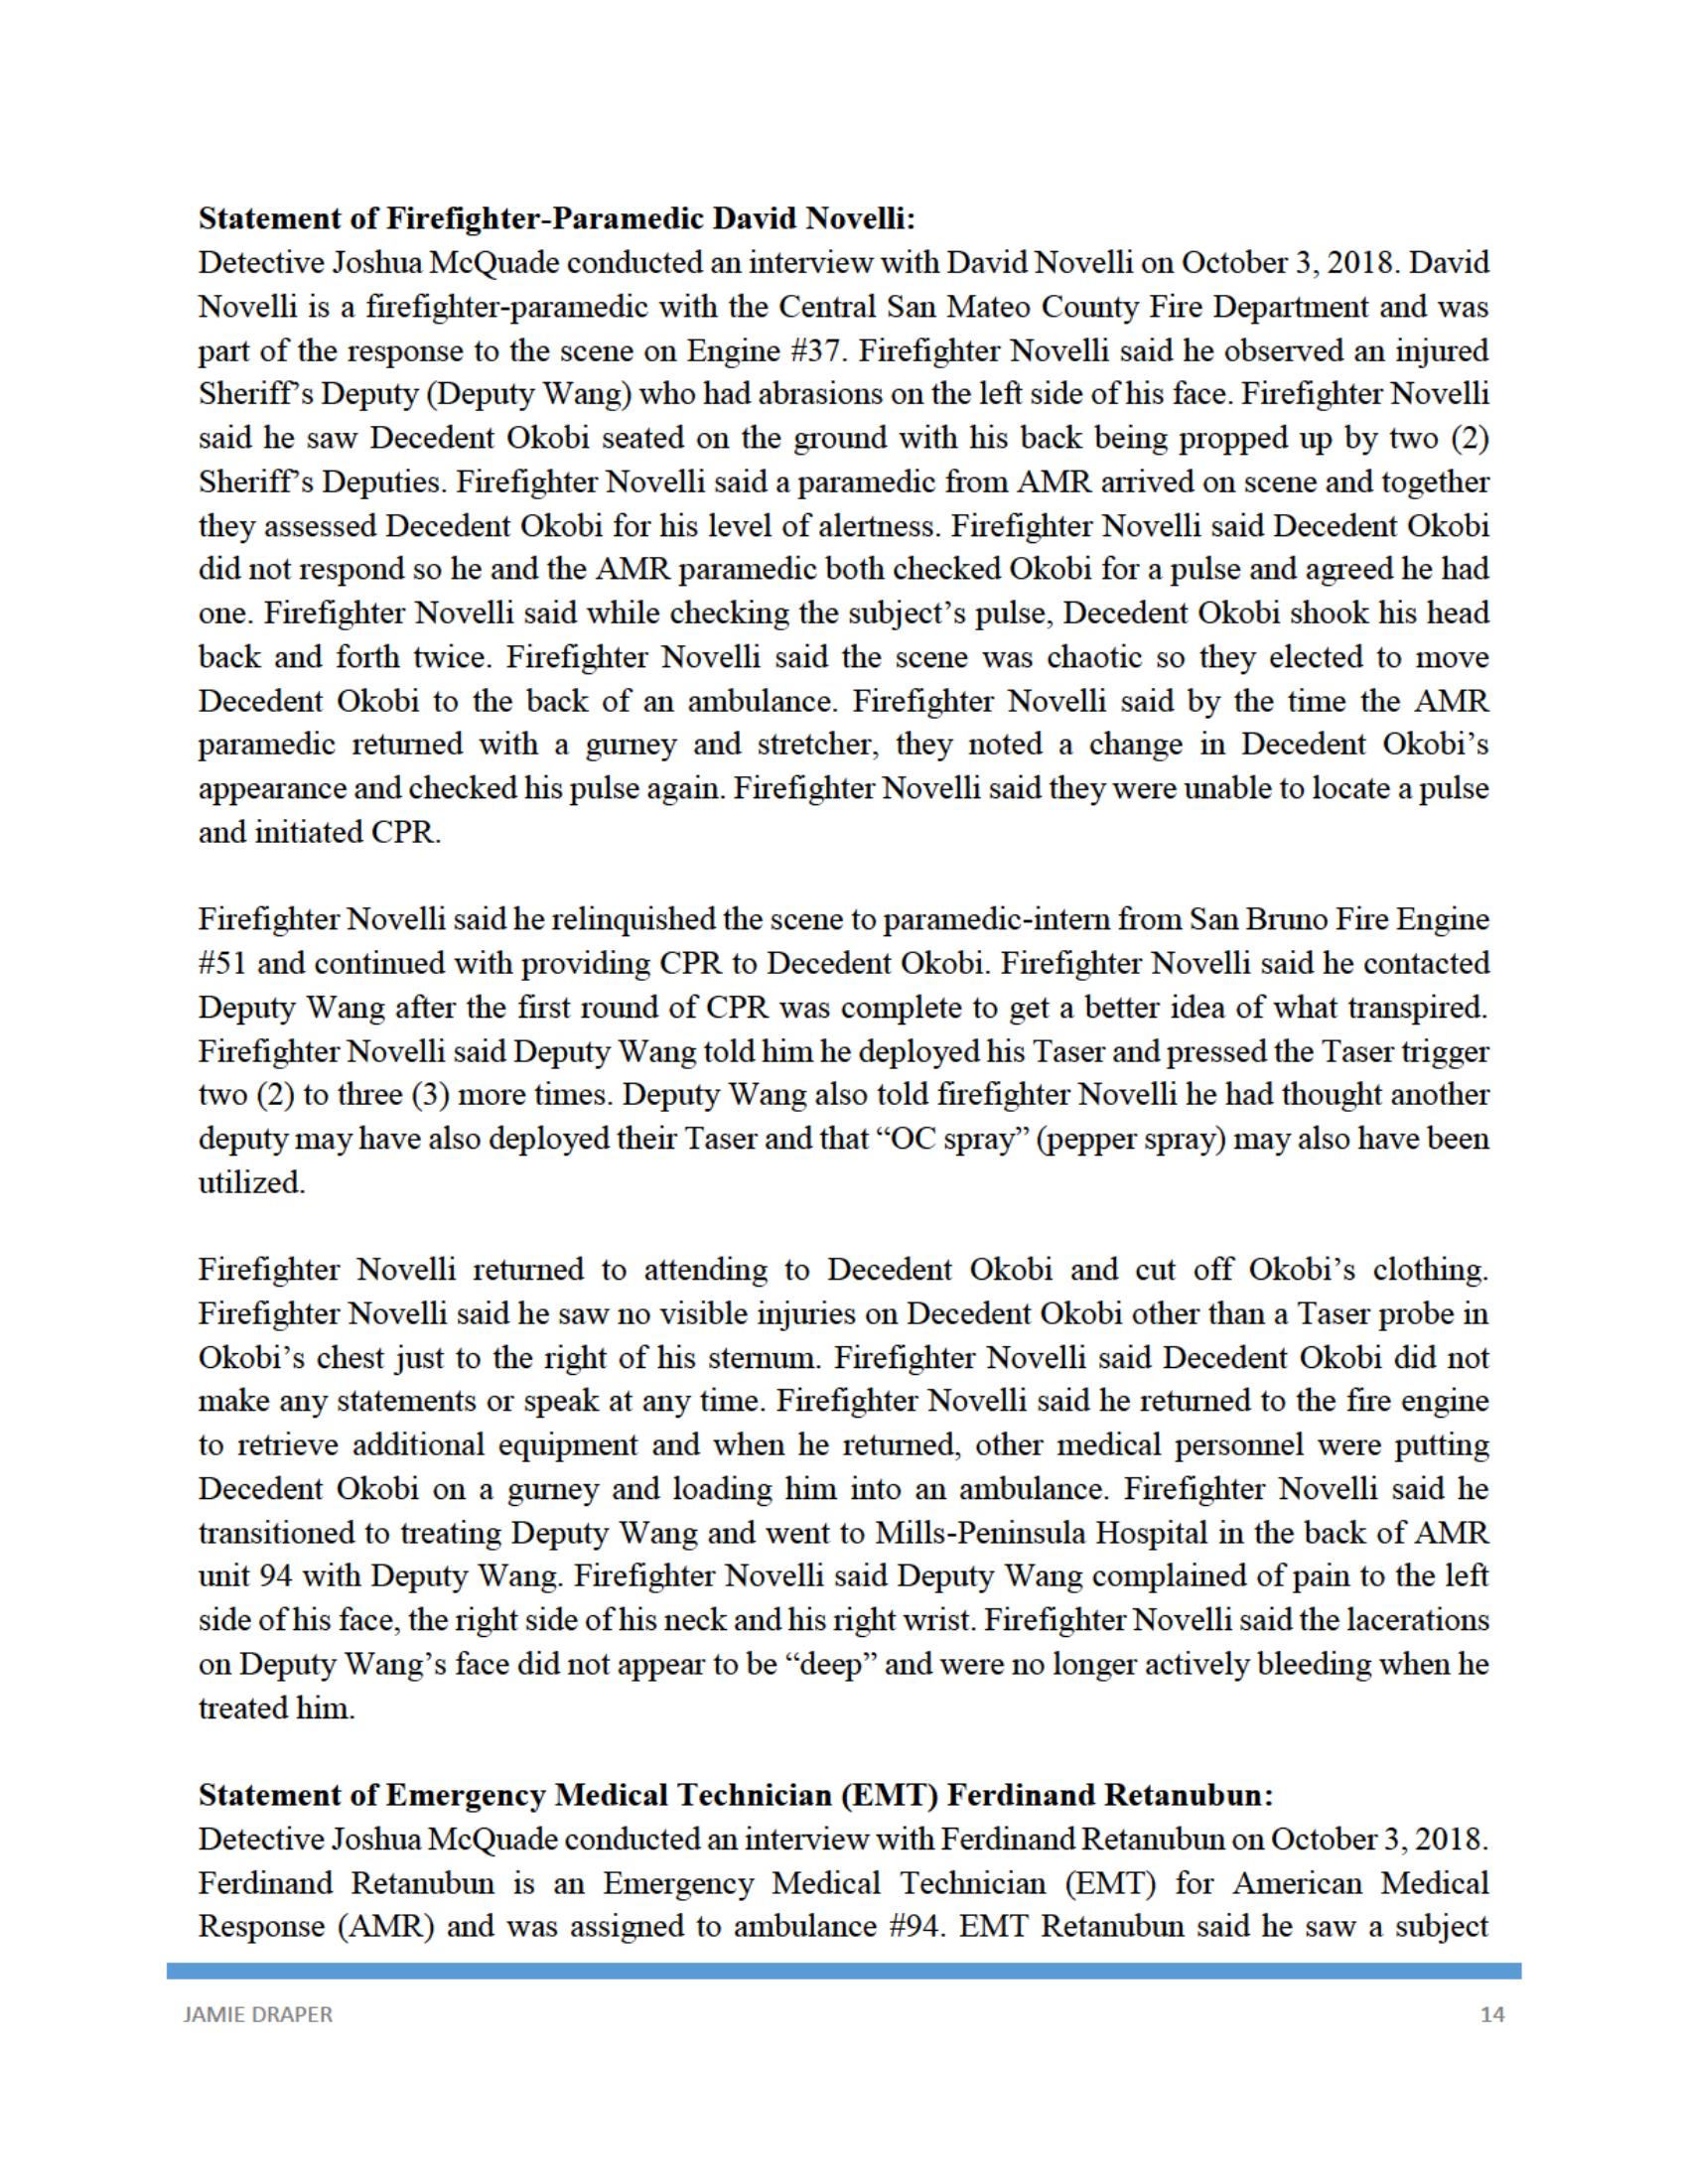 Statement of Firefighter-Paramedic David Novelli:
Detective Joshua McQuade conducted an interview with David Novelli on October 3, 2018. David
Novelli is a firefighter-paramedic with the Central San Mateo County Fire Department and was
part of the response to the scene on Engine #37. Firefighter Novelli said he observed an injured
Sheriff’s Deputy (Deputy Wang) who had abrasions on the left side of his face. Firefighter Novelli
said he saw Decedent Okobi seated on the ground with his back being propped up by two (2)
Sheriff’s Deputies. Firefighter Novelli said a paramedic from AMR arrived on scene and together
they assessed Decedent Okobi for his level of alertness. Firefighter Novelli said Decedent Okobi
did not respond so he and the AMR paramedic both checked Okobi for a pulse and agreed he had
one. Firefighter Novelli said while checking the subject’s pulse, Decedent Okobi shook his head
back and forth twice. Firefighter Novelli said the scene was chaotic so they elected to move
Decedent Okobi to the back of an ambulance. Firefighter Novelli said by the time the AMR
paramedic returned with a gurney and stretcher, they noted a change in Decedent Okobi’s
appearance and checked his pulse again. Firefighter Novelli said they were unable to locate a pulse
and initiated CPR.
Firefighter Novelli said he relinquished the scene to paramedic-intern from San Bruno Fire Engine
#51 and continued with providing CPR to Decedent Okobi. Firefighter Novelli said he contacted
Deputy Wang after the first round of CPR was complete to get a better idea of what transpired.
Firefighter Novelli said Deputy Wang told him he deployed his Taser and pressed the Taser trigger
two (2) to three (3) more times. Deputy Wang also told firefighter Novelli he had thought another
deputy may have also deployed their Taser and that “OC spray” (pepper spray) may also have been
utilized.
Firefighter Novelli returned to attending to Decedent Okobi and cut off Okobi’s clothing.
Firefighter Novelli said he saw no visible injuries on Decedent Okobi other than a Taser probe in
Okobi’s chest just to the right of his sternum. Firefighter Novelli said Decedent Okobi did not
make any statements or speak at any time. Firefighter Novelli said he returned to the fire engine
to retrieve additional equipment and when he returned, other medical personnel were putting
Decedent Okobi on a gurney and loading him into an ambulance. Firefighter Novelli said he
transitioned to treating Deputy Wang and went to Mills-Peninsula Hospital in the back of AMR
unit 94 with Deputy Wang. Firefighter Novelli said Deputy Wang complained of pain to the left
side of his face, the right side of his neck and his right wrist. Firefighter Novelli said the lacerations
on Deputy Wang’s face did not appear to be “deep” and were no longer actively bleeding when he
treated him.
Statement of Emergency Medical Technician (EMT) Ferdinand Retanubun:
Detective Joshua McQuade conducted an interview with Ferdinand Retanubun on October 3, 2018.
Ferdinand Retanubun is an Emergency Medical Technician (EMT) for American Medical
Response (AMR) and was assigned to ambulance #94. EMT Retanubun said he saw a subject
JAMIE DRAPER 14